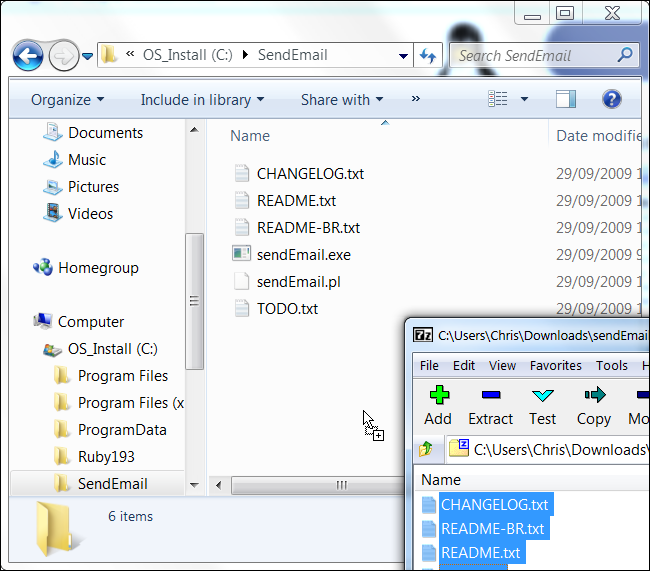 OS_Install (C:) SendEmail Search SendEmail
Organize Include in library Share with »
Documents
Music
Pictures
Videos
Homegroup
Computer
OS_Install (C:)
Program Files
Program Files (x
ProgramData
Ruby193
SendEmail
Name Date modifie
CHANGELOG.txt 29/09/2009 1
README.txt 29/09/2009 1
README-BR.txt 29/09/2009 1
sendEmail.exe 29/09/2009 9
sendEmail.pl 29/09/2009 1
TODO.txt 29/09/2009 1
6 items
7z C:\Users\Chris\Downloads\sendEmai
File Edit View Favorites Tools H
Add Extract Test Copy Mo
C:\Users\Chris\Downloads\
Name
CHANGELOG.txt
README-BR.txt
README.txt